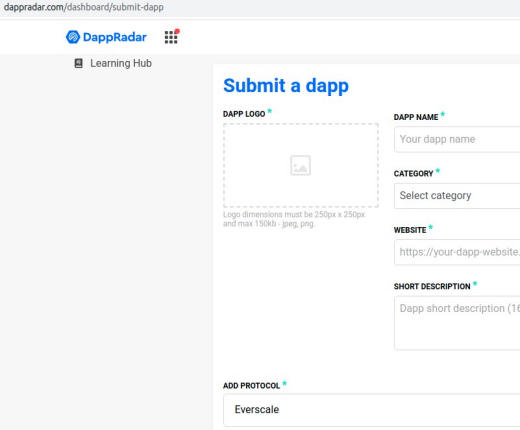 dappradar.com/dashboard/submit-dapp
DappRadar
Learning Hub
Submit a dapp
DAPP LOGO *
Logo dimensions must be 250px x 250px
and max 150kb - jpeg, png.
DAPP NAME *
Your dapp name
CATEGORY *
Select category
WEBSITE *
https://your-dapp-website.
SHORT DESCRIPTION *
Dapp short description (16
ADD PROTOCOL *
Everscale